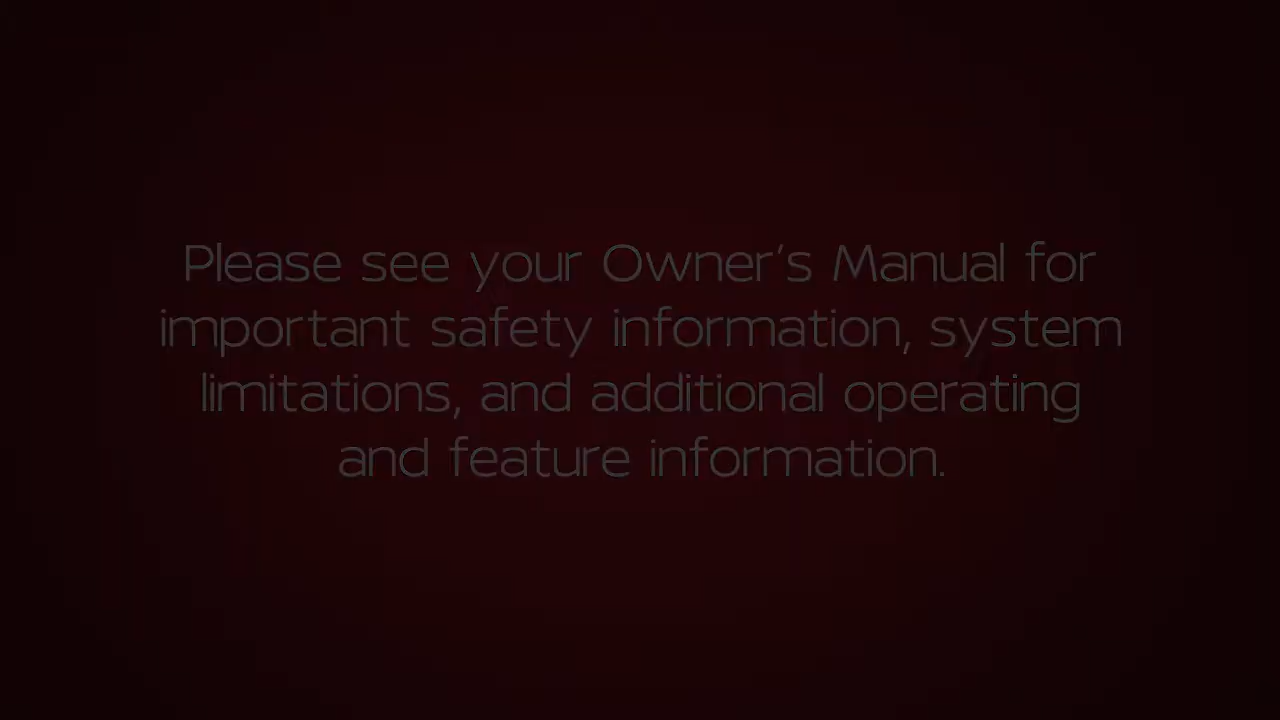 Please see your Owner’s Manual for
important safety information, system
limitations, and additional operating
and feature information.